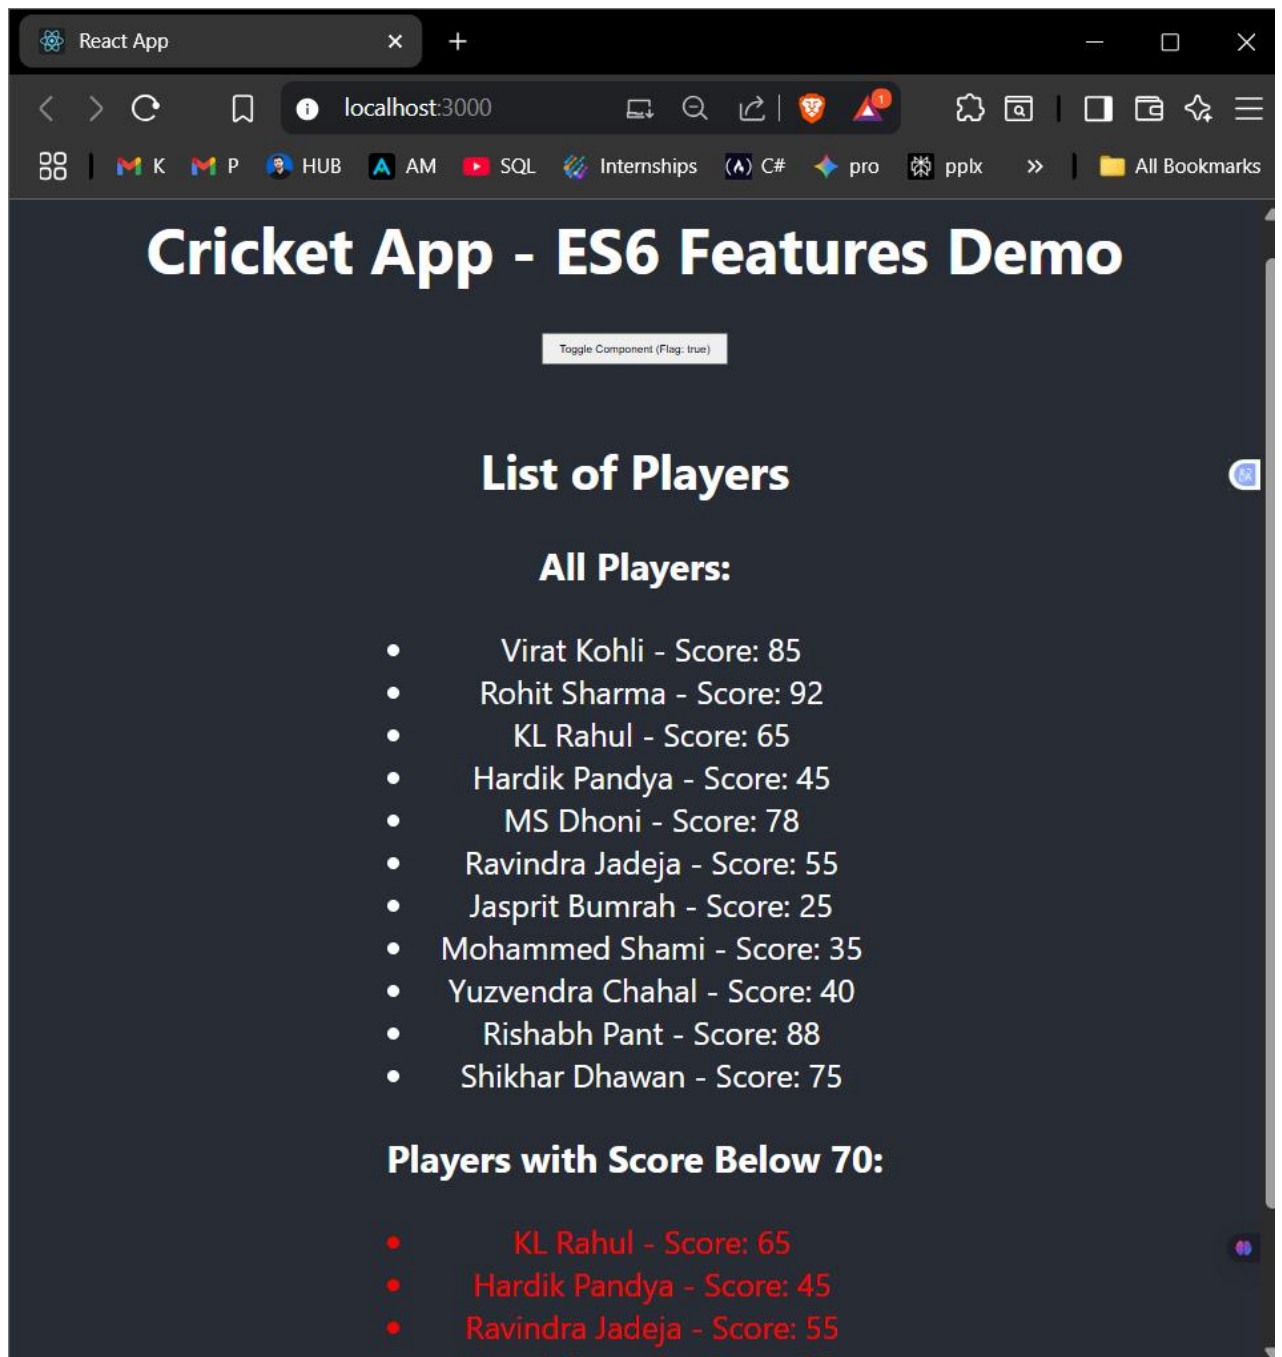 React App
localhost:3000
1
K P HUB AM SQL Internships C# pro pplx » All Bookmarks
Cricket App - ES6 Features Demo
Toggle Component (Flag: true)
List of Players
All Players:
• Virat Kohli - Score: 85
• Rohit Sharma - Score: 92
• KL Rahul - Score: 65
• Hardik Pandya - Score: 45
• MS Dhoni - Score: 78
• Ravindra Jadeja - Score: 55
• Jasprit Bumrah - Score: 25
• Mohammed Shami - Score: 35
• Yuzvendra Chahal - Score: 40
• Rishabh Pant - Score: 88
• Shikhar Dhawan - Score: 75
Players with Score Below 70:
• KL Rahul - Score: 65
• Hardik Pandya - Score: 45
• Ravindra Jadeja - Score: 55